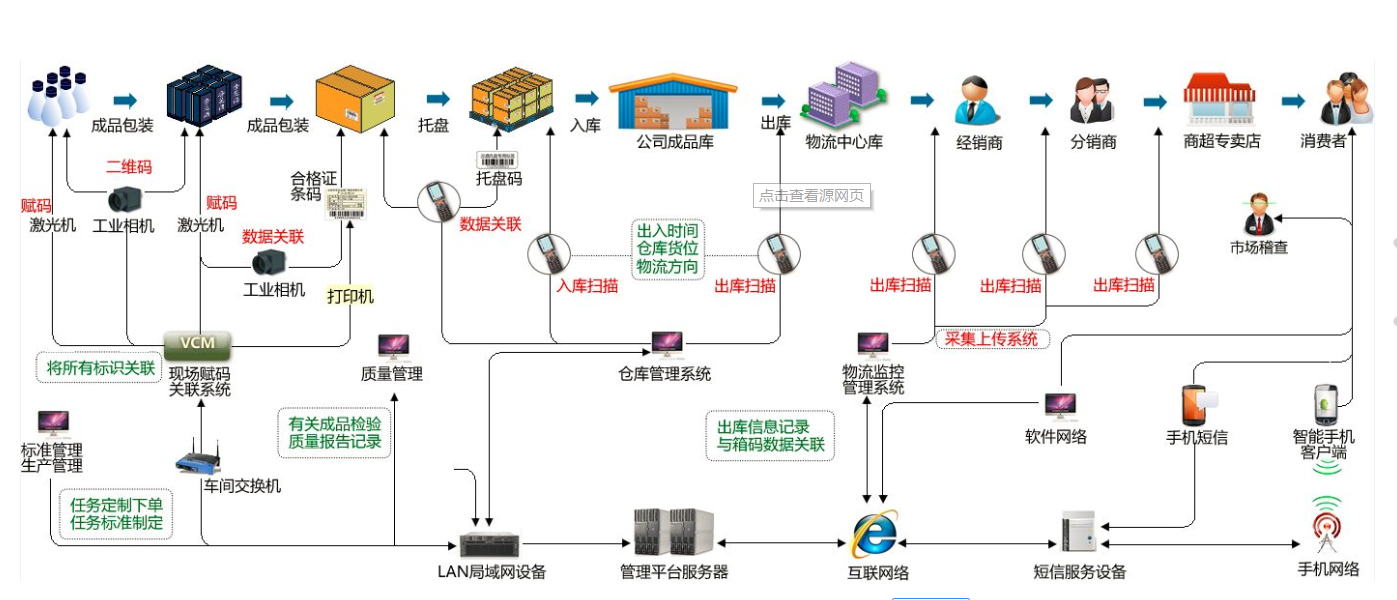 成品包装
成品包装
托盘
入库
公司成品库
出库
物流中心库
经销商
分销商
商超专卖店
消费者
二维码
赋码
激光机
工业相机
赋码
激光机
数据关联
工业相机
合格证
条码
打印机
托盘码
数据关联
入库扫描
出入时间
仓库货位
物流方向
点击查看源网页
出库扫描
出库扫描
出库扫描
出库扫描
市场稽查
采集上传系统
VCM
将所有标识关联
现场赋码
关联系统
质量管理
仓库管理系统
物流监控
管理系统
标准管理
生产管理
有关成品检验
质量报告记录
出库信息记录
与箱码数据关联
软件网络
手机短信
智能手机
客户端
车间交换机
任务定制下单
任务标准制定
LAN局域网设备
管理平台服务器
互联网络
短信服务设备
手机网络